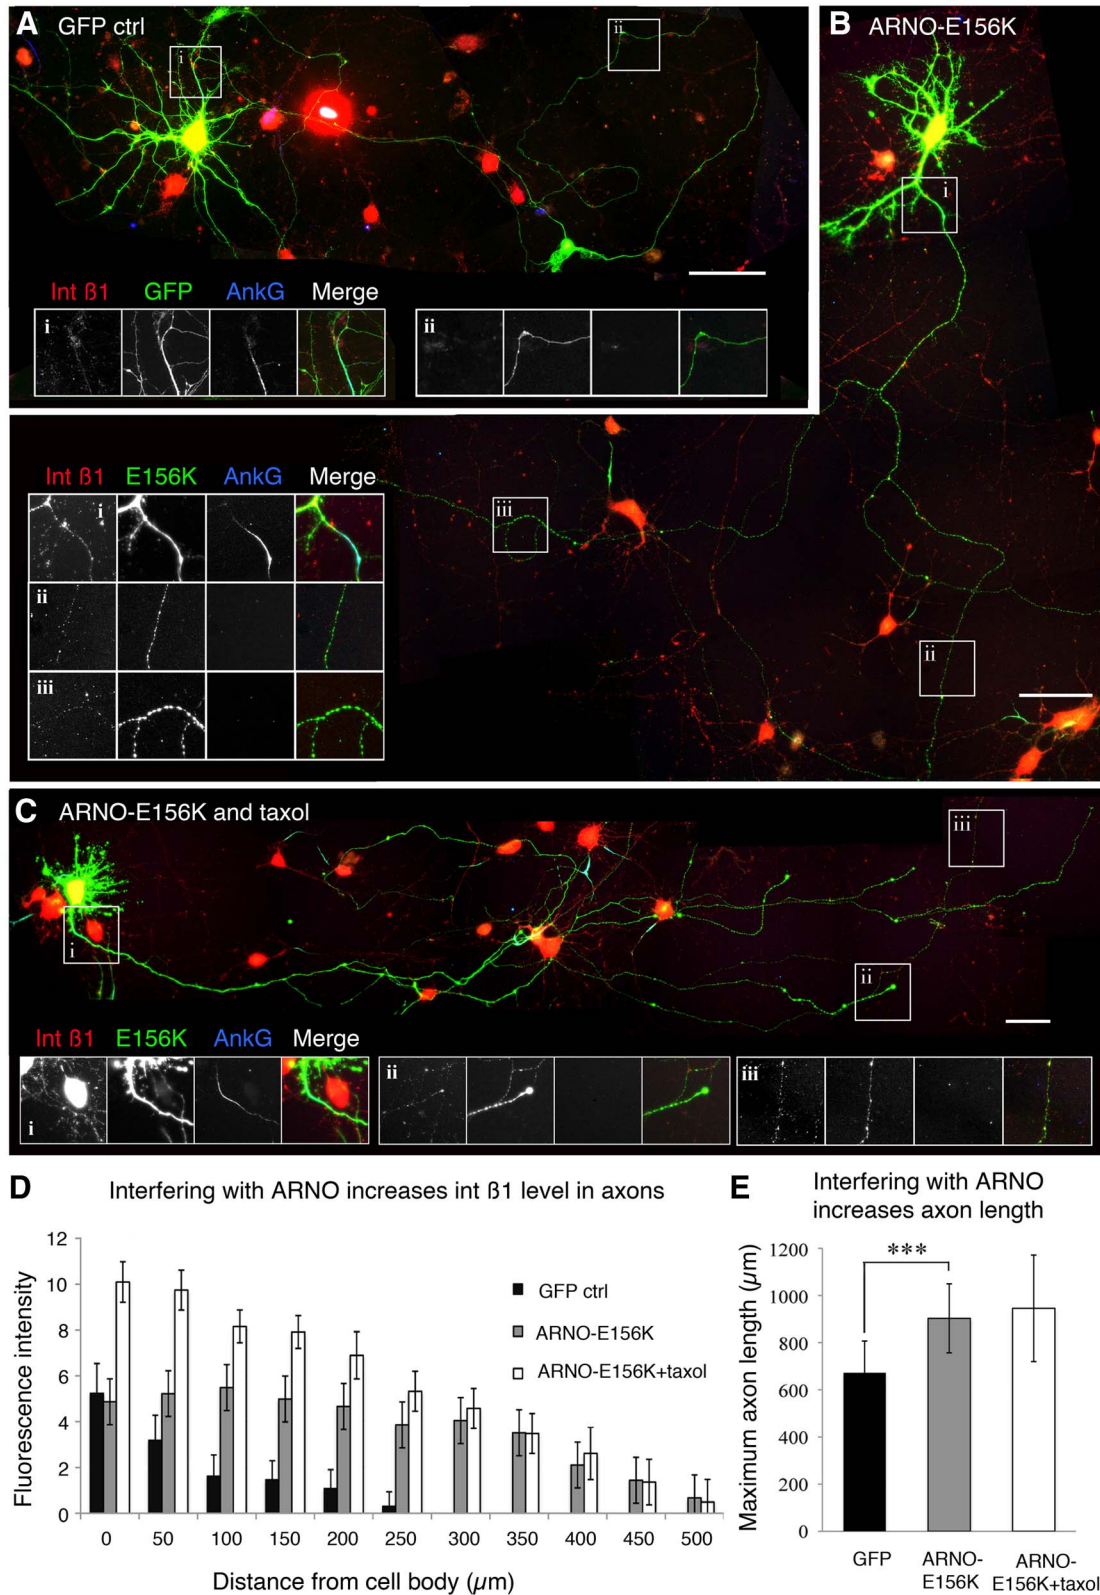 A GFP ctrl
i
ii
Int ß1 GFP AnkG Merge
i
ii
B ARNO-E156K
i
iii
ii
Int ß1 E156K AnkG Merge
i
ii
iii
C ARNO-E156K and taxol
iii
i
ii
Int ß1 E156K AnkG Merge
i
ii
iii
D Interfering with ARNO increases int ß1 level in axons
Fluorescence intensity
12
10
8
6
4
2
0
GFP ctrl
ARNO-E156K
ARNO-E156K+taxol
0 50 100 150 200 250 300 350 400 450 500
Distance from cell body (µm)
E Interfering with ARNO
increases axon length
Maximum axon length (µm)
1200
1000
800
600
400
200
0
***
GFP
ARNO-
E156K
ARNO-
E156K+taxol